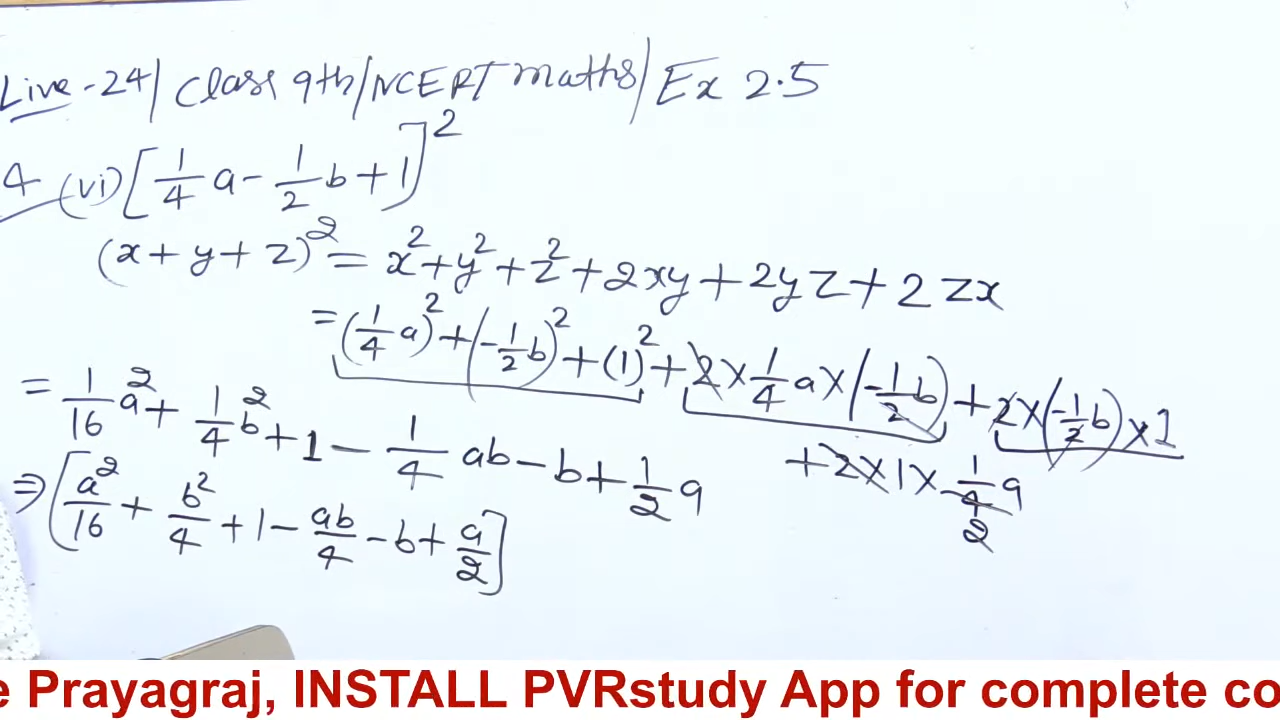 Live-24/ Class 9th/NCERT maths/ Ex 2.5
4 (vi) [1/4 a - 1/2 b + 1]²
(x + y + z)² = x² + y² + z² + 2xy + 2yz + 2zx
= (1/4 a)² + (-1/2 b)² + (1)² + 2 × 1/4 a × (-1/2 b) + 2 × (-1/2 b) × 1
+ 2 × 1 × 1/4 a
2
= 1/16 a² + 1/4 b² + 1 - 1/4 ab - b + 1/2 a
⇒ [a²/16 + b²/4 + 1 - ab/4 - b + a/2]
e Prayagraj, INSTALL PVRstudy App for complete co